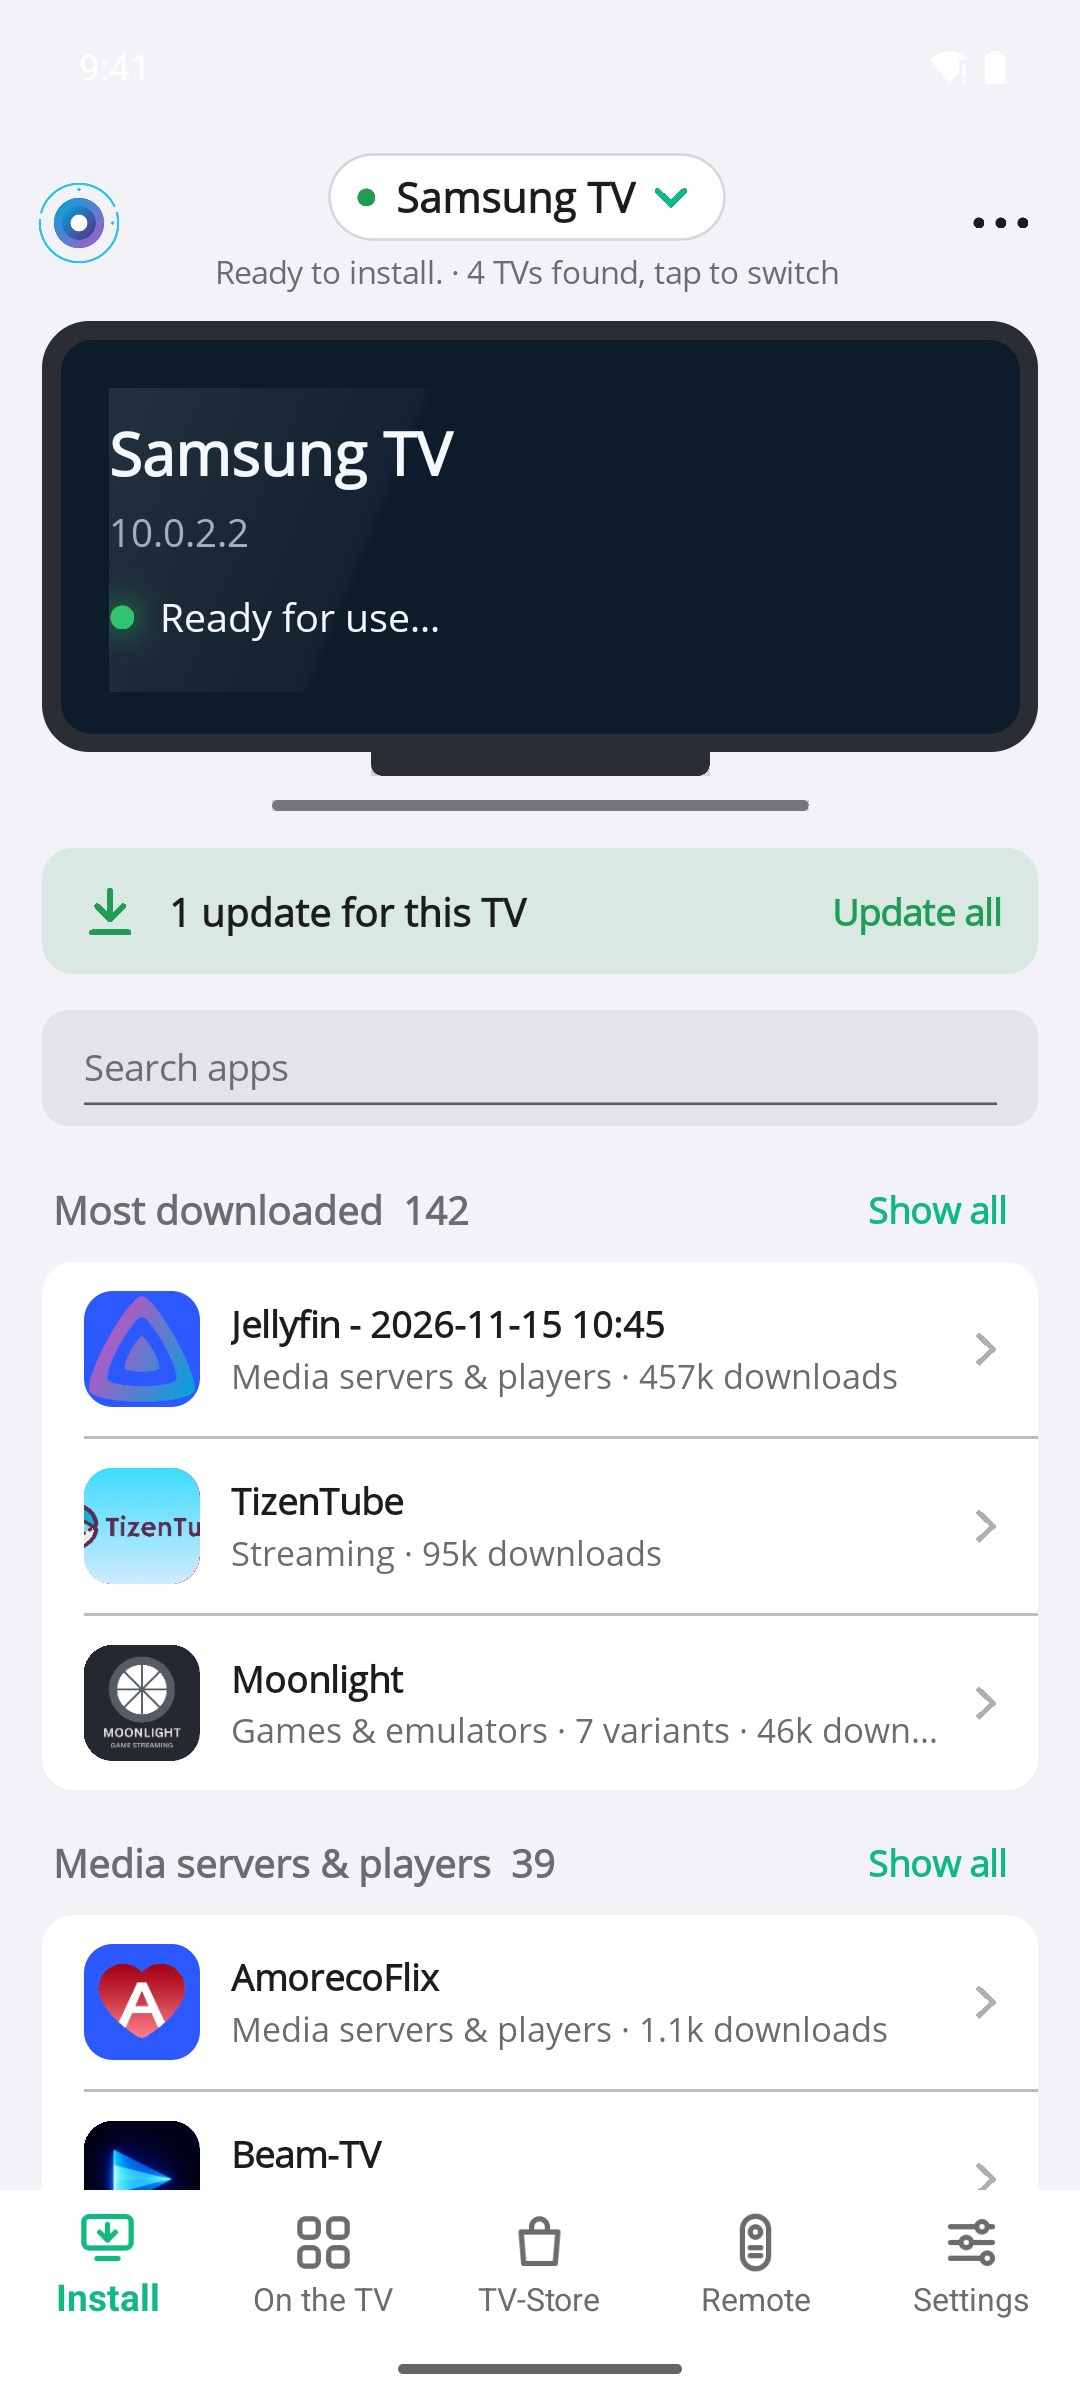 9:41
Samsung TV
Ready to install. · 4 TVs found, tap to switch
Samsung TV
10.0.2.2
Ready for use...
1 update for this TV
Update all
Search apps
Most downloaded 142
Show all
Jellyfin - 2026-11-15 10:45
Media servers & players · 457k downloads
TizenTu
TizenTube
Streaming · 95k downloads
MOONLIGHT
GAME STREAMING
Moonlight
Games & emulators · 7 variants · 46k down...
Media servers & players 39
Show all
A
AmorecoFlix
Media servers & players · 1.1k downloads
Beam-TV
Install
On the TV
TV-Store
Remote
Settings